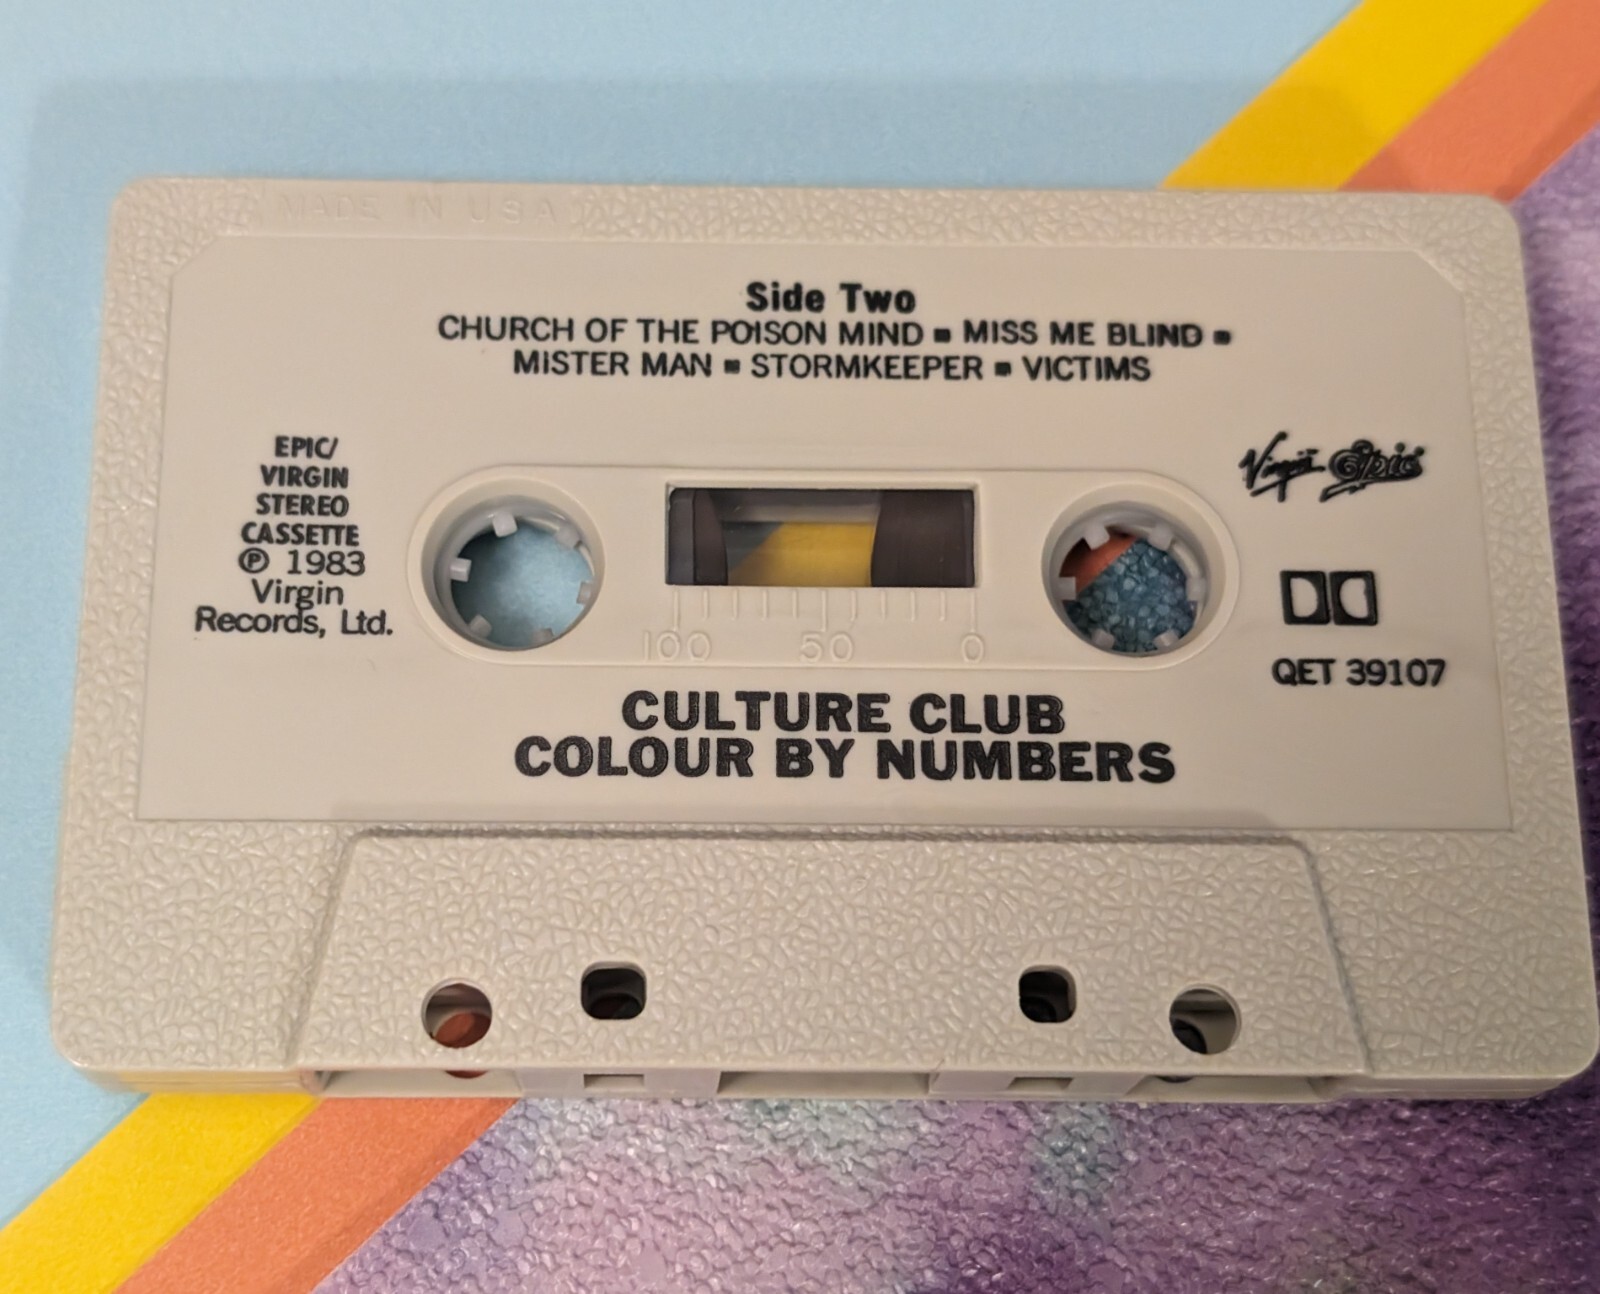 MADE IN USA
Side Two
CHURCH OF THE POISON MIND ▪ MISS ME BLIND ▪
MISTER MAN ▪ STORMKEEPER ▪ VICTIMS
EPIC/
VIRGIN
STEREO
CASSETTE
℗ 1983
Virgin
Records, Ltd.
Virgin Epic
QET 39107
100 50 0
CULTURE CLUB
COLOUR BY NUMBERS